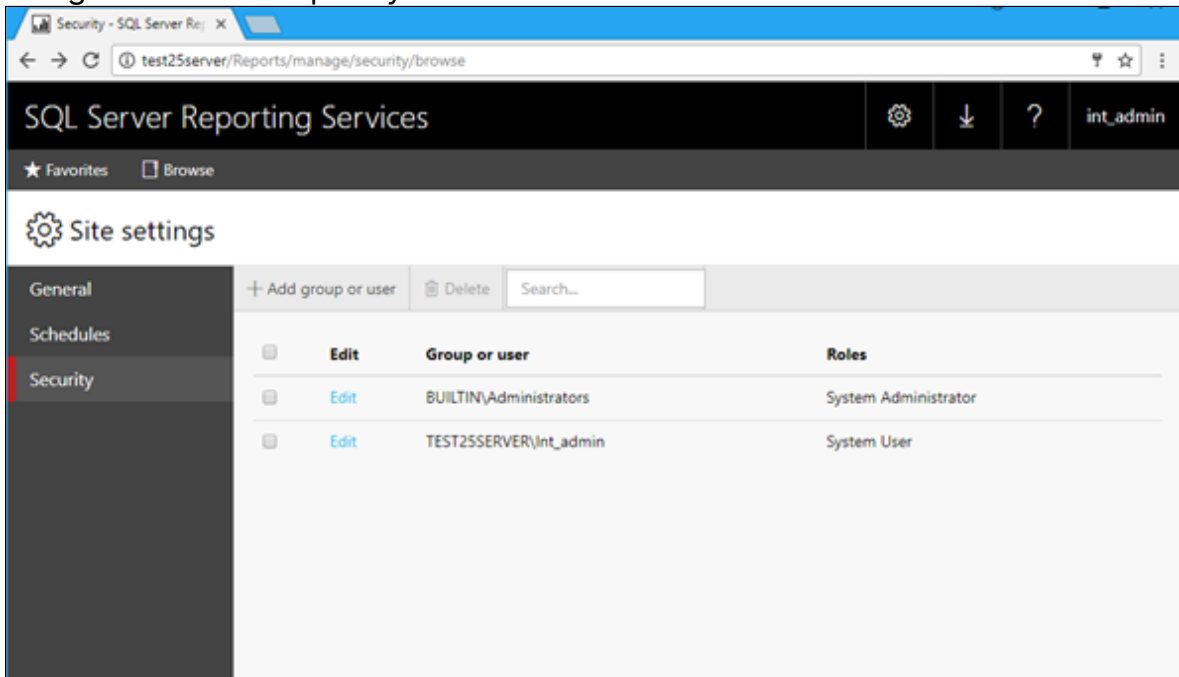 Security - SQL Server Re
test25server/Reports/manage/security/browse
SQL Server Reporting Services ? int_admin
Favorites Browse
Site settings
General + Add group or user Delete Search...
Schedules
Edit Group or user Roles
Security
Edit BUILTIN\Administrators System Administrator
Edit TEST25SERVER\Int_admin System User